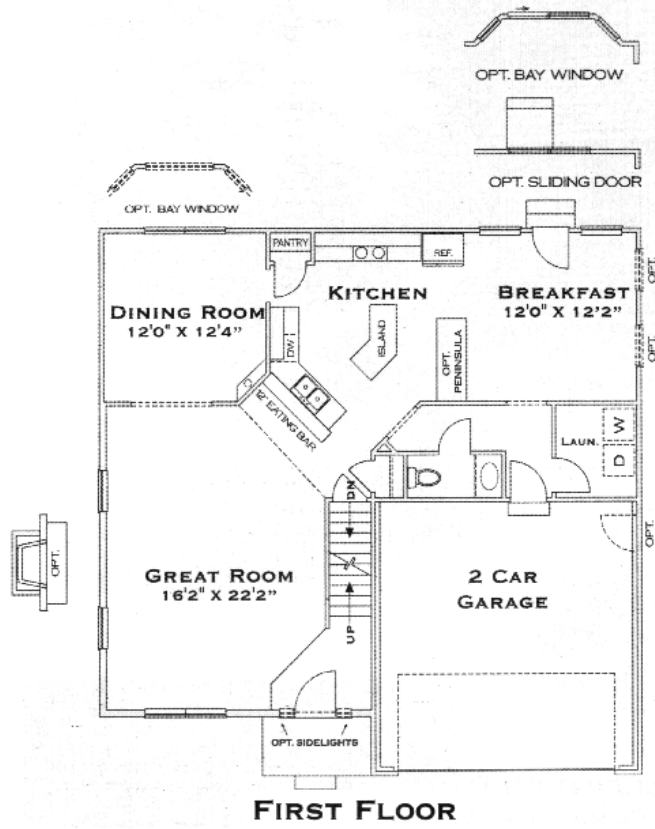 OPT. BAY WINDOW
OPT. SLIDING DOOR
OPT. BAY WINDOW
PANTRY
REF.
OPT.
KITCHEN
BREAKFAST
12'0" X 12'2"
DINING ROOM
12'0" X 12'4"
DW
ISLAND
OPT.
PENINSULA
OPT.
12" EATING BAR
LAUN.
W
D
DN
OPT.
OPT.
GREAT ROOM
16'2" X 22'2"
2 CAR
GARAGE
UP
OPT. SIDELIGHTS
FIRST FLOOR